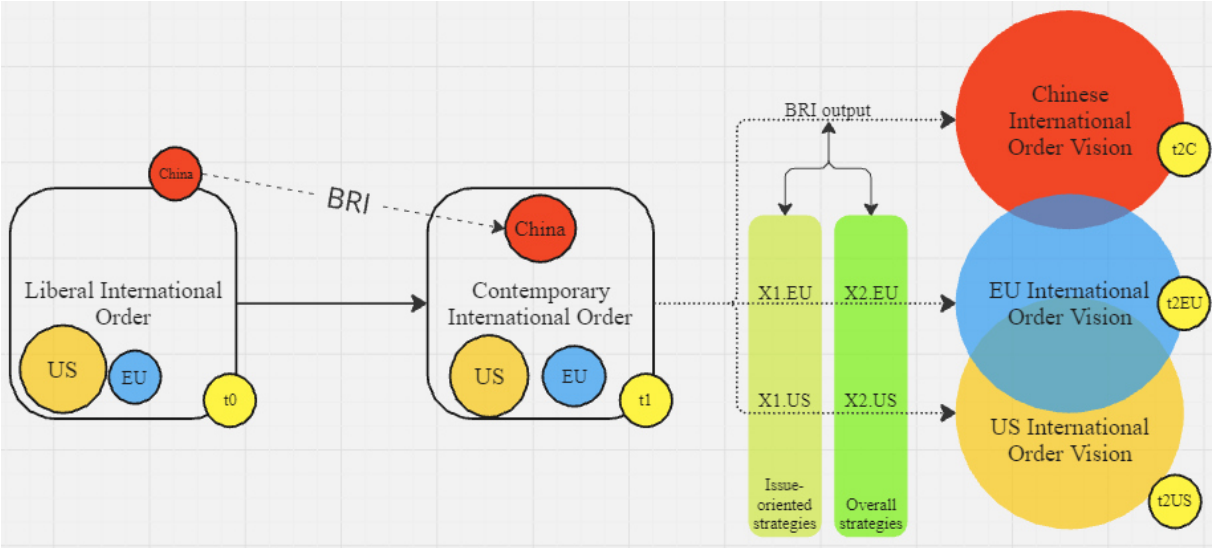 China
BRI
Liberal International
Order
US
EU
t0
China
Contemporary
International Order
US
EU
t1
BRI output
X1.EU
X2.EU
X1.US
X2.US
Issue-
oriented
strategies
Overall
strategies
Chinese
International
Order Vision
t2C
EU International
Order Vision
t2EU
US International
Order Vision
t2US